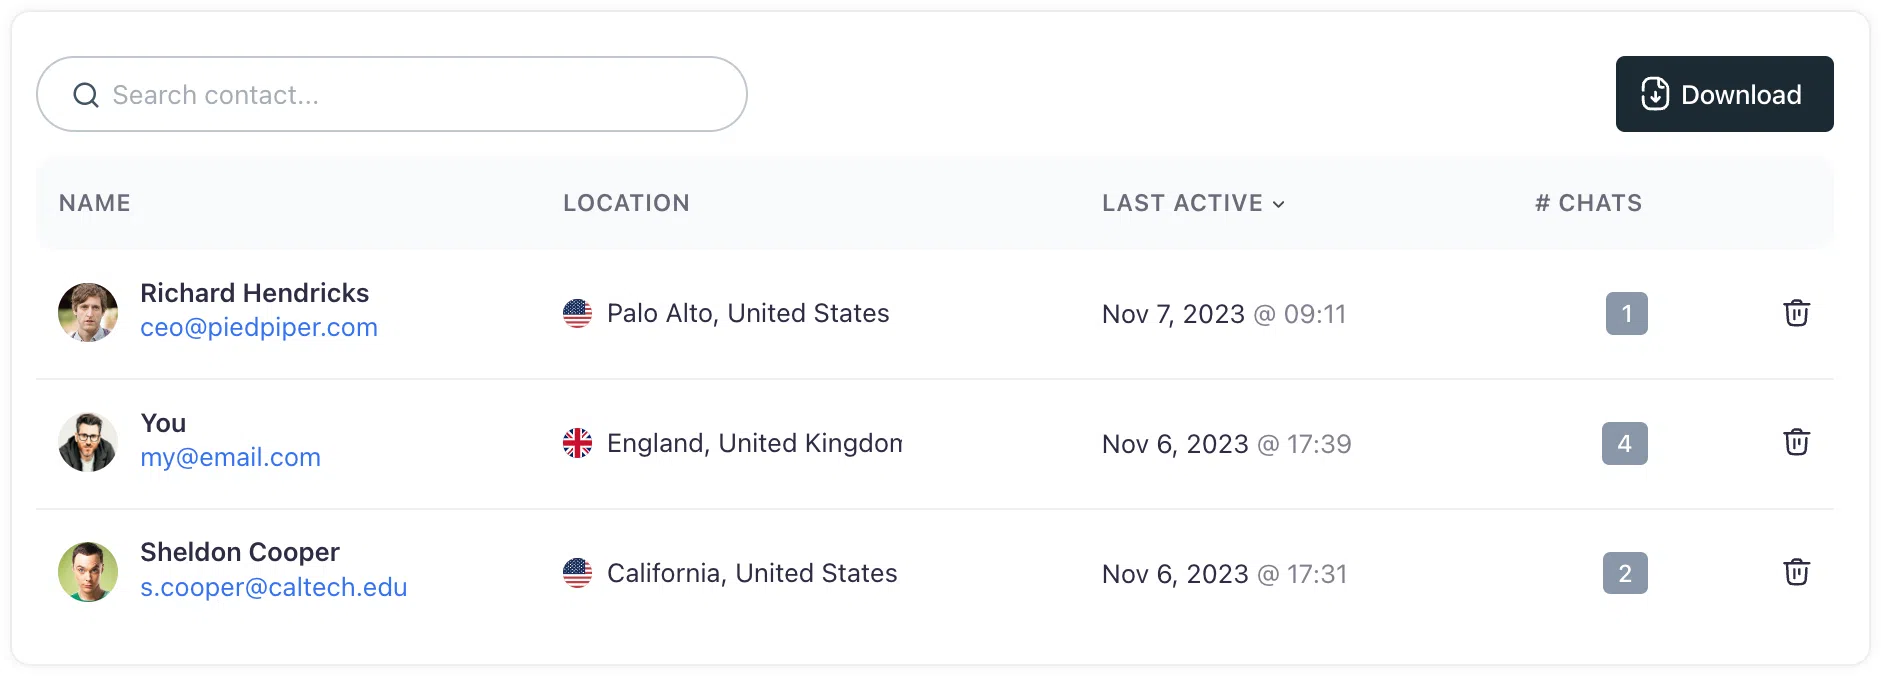 Search contact...
Download
NAME LOCATION LAST ACTIVE # CHATS
Richard Hendricks
ceo@piedpiper.com
Palo Alto, United States
Nov 7, 2023 @ 09:11
1
You
my@email.com
England, United Kingdom
Nov 6, 2023 @ 17:39
4
Sheldon Cooper
s.cooper@caltech.edu
California, United States
Nov 6, 2023 @ 17:31
2